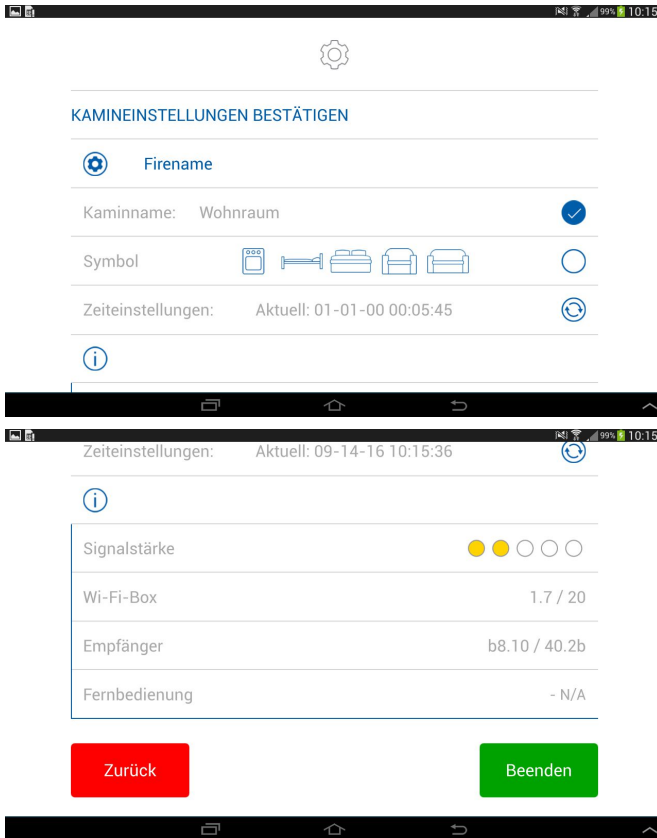 99% 10:15
KAMINEINSTELLUNGEN BESTÄTIGEN
Firename
Kaminname: Wohnraum
Symbol
Zeiteinstellungen: Aktuell: 01-01-00 00:05:45
i
99% 10:15
Zeiteinstellungen: Aktuell: 09-14-16 10:15:36
i
Signalstärke
Wi-Fi-Box 1.7 / 20
Empfänger b8.10 / 40.2b
Fernbedienung - N/A
Zurück Beenden